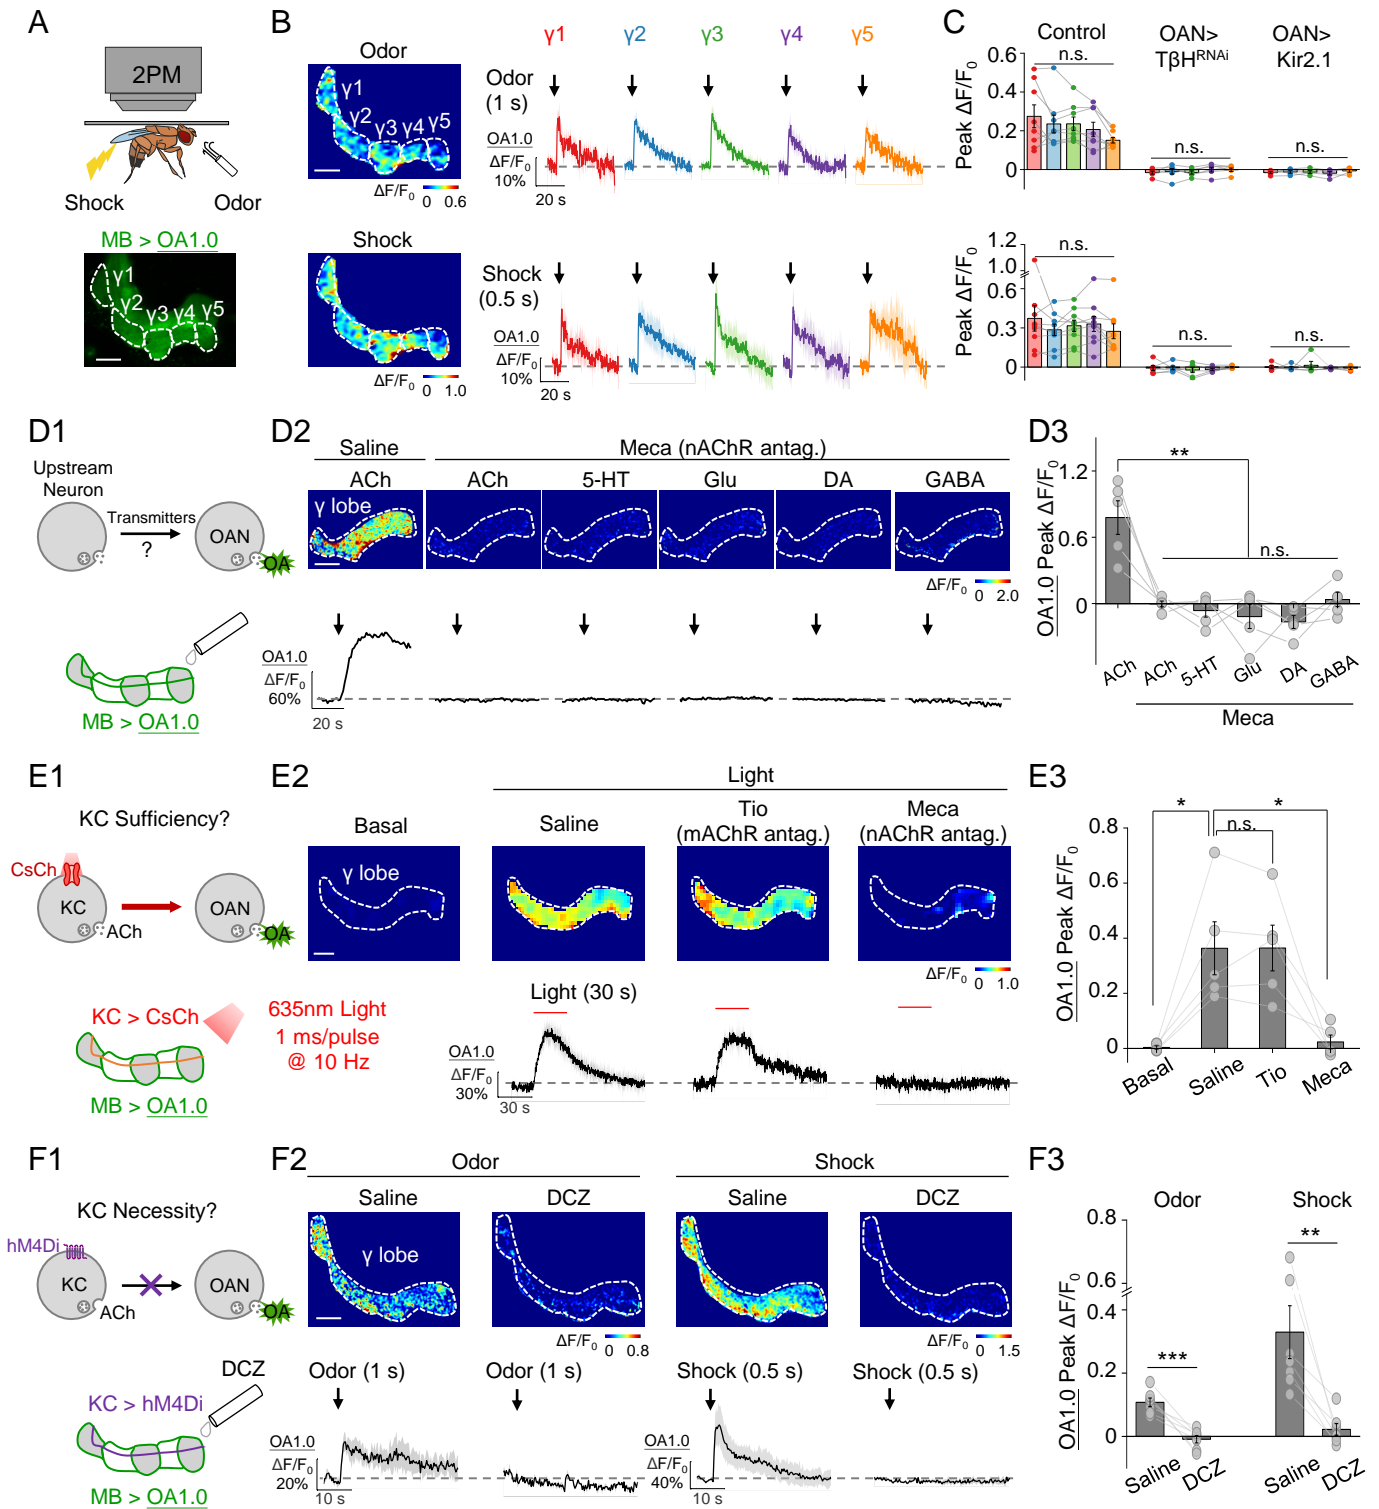 A
2PM
Shock
Odor
MB > OA1.0
γ1
γ2
γ3
γ4
γ5
B
Odor
γ1
γ2
γ3
γ4
γ5
ΔF/F0
0 0.6
Shock
ΔF/F0
0 1.0
γ1 γ2 γ3 γ4 γ5
Odor
(1 s)
OA1.0
ΔF/F0
10%
20 s
Shock
(0.5 s)
OA1.0
ΔF/F0
10%
20 s
C
Control
OAN>
TβH^RNAi
OAN>
Kir2.1
Peak ΔF/F0
0.6
0.4
0.2
0
n.s.
n.s.
n.s.
Peak ΔF/F0
1.2
1.0
0.6
0.3
0
n.s.
n.s.
n.s.
D1
Upstream
Neuron
Transmitters
?
OAN
OA
MB > OA1.0
D2
Saline
Meca (nAChR antag.)
ACh ACh 5-HT Glu DA GABA
γ lobe
ΔF/F0
0 2.0
OA1.0
ΔF/F0
60%
20 s
D3
OA1.0 Peak ΔF/F0
1.2
0.6
0
**
n.s.
ACh ACh 5-HT Glu DA GABA
Meca
E1
KC Sufficiency?
CsCh
KC
ACh
OAN
OA
KC > CsCh
MB > OA1.0
635nm Light
1 ms/pulse
@ 10 Hz
E2
Light
Basal
Saline
Tio
(mAChR antag.)
Meca
(nAChR antag.)
γ lobe
ΔF/F0
0 1.0
Light (30 s)
OA1.0
ΔF/F0
30%
30 s
E3
OA1.0 Peak ΔF/F0
0.8
0.6
0.4
0.2
0
*
*
n.s.
Basal Saline Tio Meca
F1
KC Necessity?
hM4Di
KC
ACh
OAN
OA
DCZ
KC > hM4Di
MB > OA1.0
F2
Odor
Shock
Saline DCZ Saline DCZ
γ lobe
ΔF/F0
0 0.8
ΔF/F0
0 1.5
Odor (1 s)
Odor (1 s)
Shock (0.5 s)
Shock (0.5 s)
OA1.0
ΔF/F0
20%
10 s
OA1.0
ΔF/F0
40%
10 s
F3
Odor
Shock
OA1.0 Peak ΔF/F0
0.8
0.6
0.4
0.2
0
***
**
Saline DCZ Saline DCZ